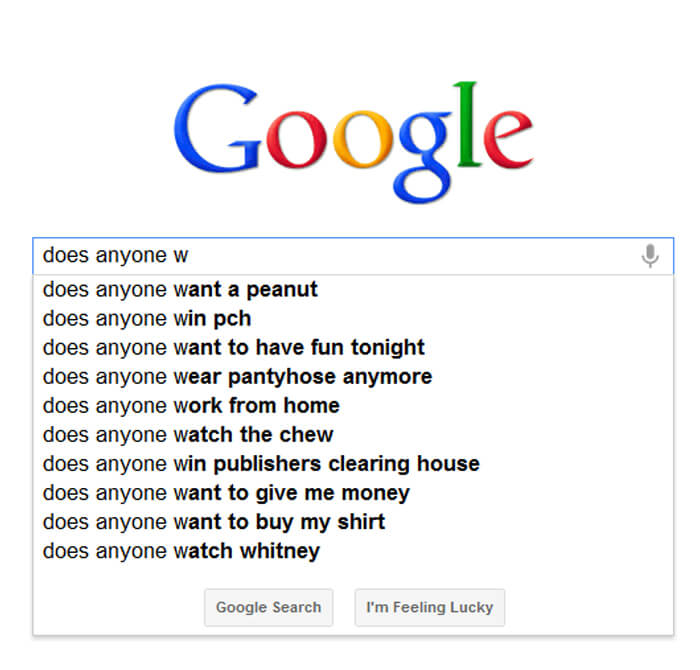 Google
does anyone w
does anyone want a peanut
does anyone win pch
does anyone want to have fun tonight
does anyone wear pantyhose anymore
does anyone work from home
does anyone watch the chew
does anyone win publishers clearing house
does anyone want to give me money
does anyone want to buy my shirt
does anyone watch whitney
Google Search I'm Feeling Lucky